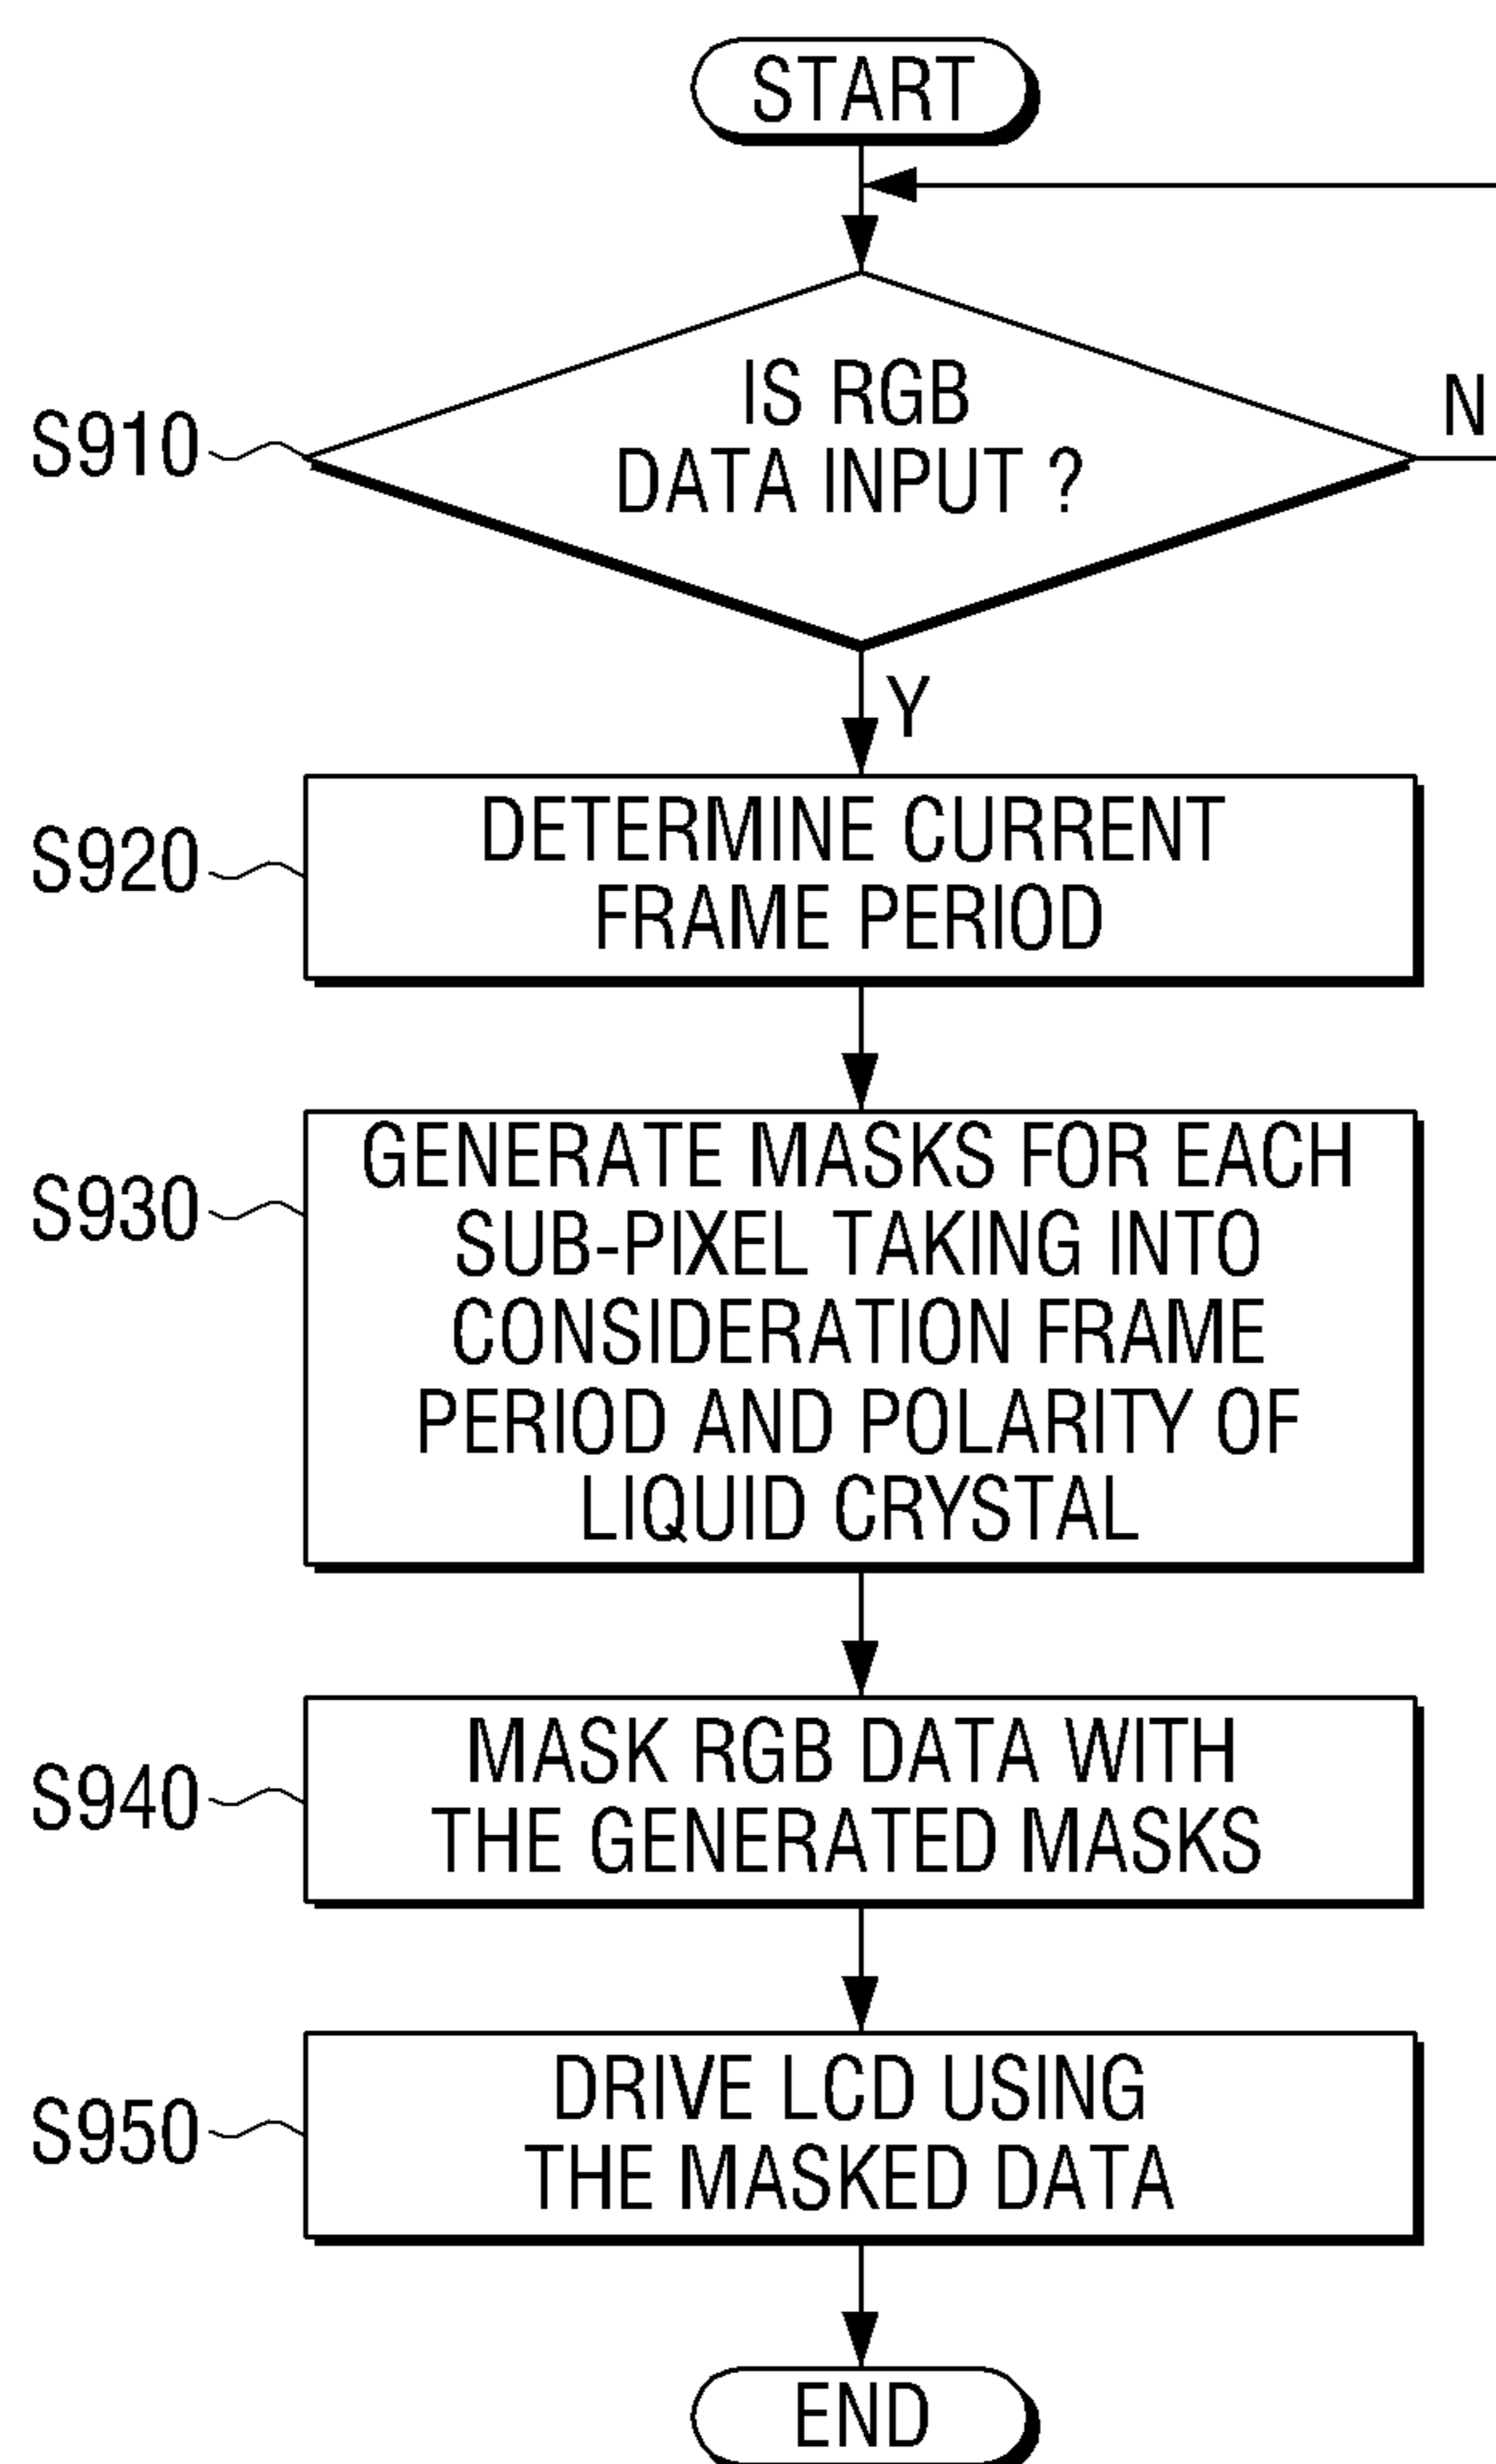 START
IS RGB
DATA INPUT ?
N
S910
Y
DETERMINE CURRENT
FRAME PERIOD
S920
GENERATE MASKS FOR EACH
SUB-PIXEL TAKING INTO
CONSIDERATION FRAME
PERIOD AND POLARITY OF
LIQUID CRYSTAL
S930
MASK RGB DATA WITH
THE GENERATED MASKS
S940
DRIVE LCD USING
THE MASKED DATA
S950
END